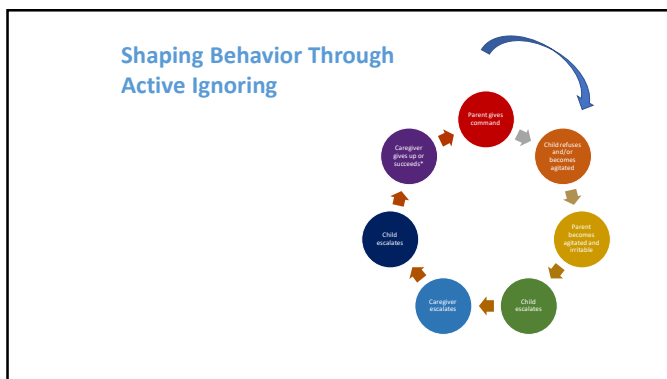 Shaping Behavior Through
Active Ignoring
Parent gives
command
Child refuses
and/or
becomes
agitated
Parent
becomes
agitated and
irritable
Child
escalates
Caregiver
escalates
Child
escalates
Caregiver
gives up or
succeeds*